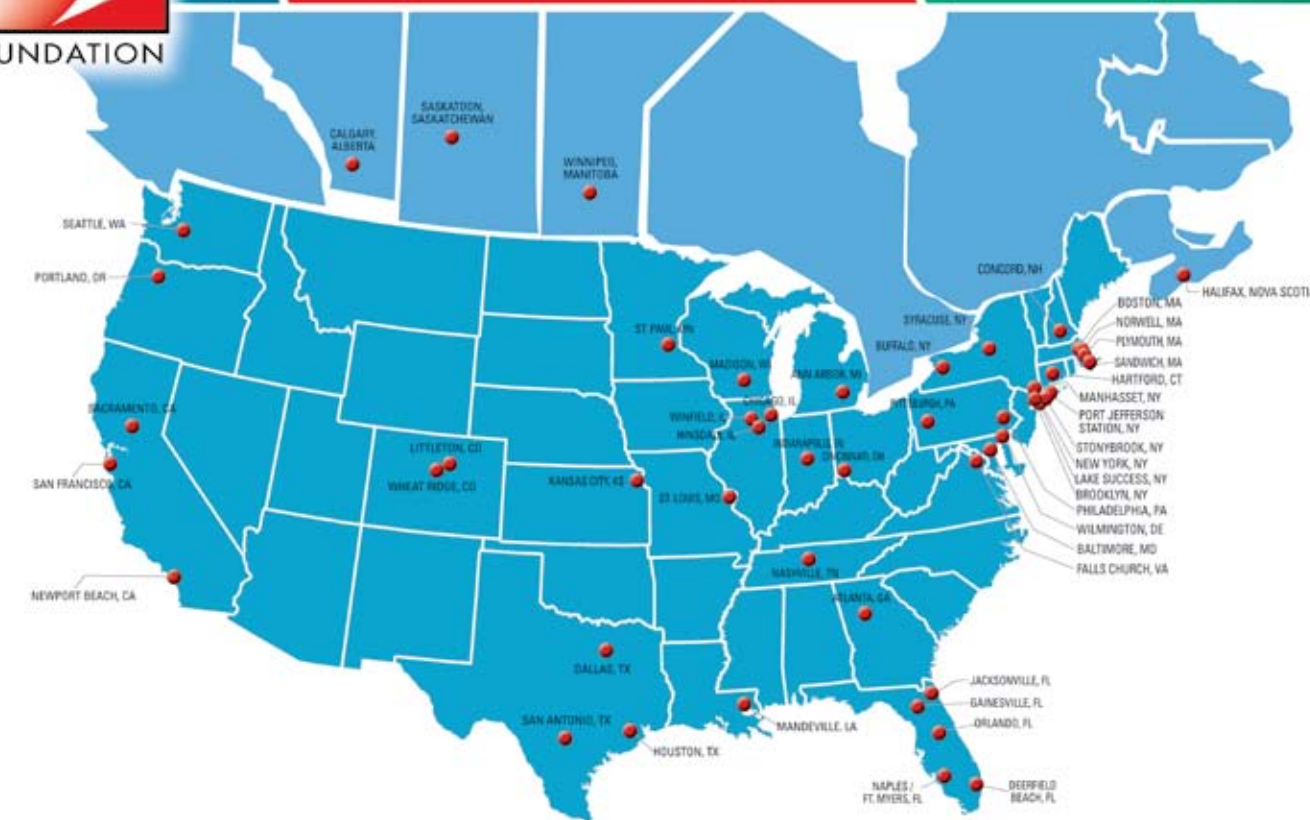 UNDATION
CALGARY,
ALBERTA
SASKATOON,
SASKATCHEWAN
WINNIPEG,
MANITOBA
SEATTLE, WA
PORTLAND, OR
SACRAMENTO, CA
SAN FRANCISCO, CA
NEWPORT BEACH, CA
LITTLETON, CO
WHEAT RIDGE, CO
KANSAS CITY, KS
ST. LOUIS, MO
ST. PAUL, MN
MADISON, WI
WINFIELD, IL
CHICAGO, IL
HINSDALE, IL
ANN ARBOR, MI
INDIANAPOLIS, IN
CINCINNATI, OH
NASHVILLE, TN
ATLANTA, GA
DALLAS, TX
SAN ANTONIO, TX
HOUSTON, TX
MANDEVILLE, LA
JACKSONVILLE, FL
GAINESVILLE, FL
ORLANDO, FL
NAPLES /
FT. MYERS, FL
DEERFIELD
BEACH, FL
PITTSBURGH, PA
BUFFALO, NY
SYRACUSE, NY
CONCORD, NH
HALIFAX, NOVA SCOTI
BOSTON, MA
NORWELL, MA
PLYMOUTH, MA
SANDWICH, MA
HARTFORD, CT
MANHASSET, NY
PORT JEFFERSON
STATION, NY
STONYBROOK, NY
NEW YORK, NY
LAKE SUCCESS, NY
BROOKLYN, NY
PHILADELPHIA, PA
WILMINGTON, DE
BALTIMORE, MD
FALLS CHURCH, VA